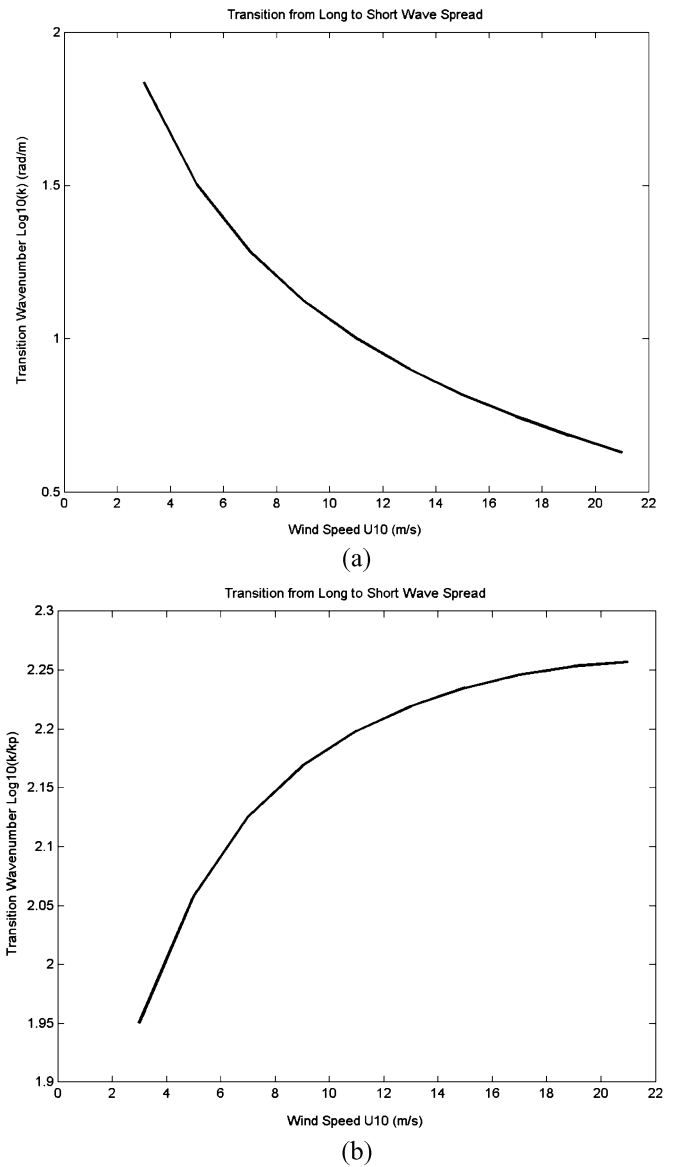 Transition from Long to Short Wave Spread
2
1.5
1
0.5
Transition Wavenumber Log10(k) (rad/m)
0 2 4 6 8 10 12 14 16 18 20 22
Wind Speed U10 (m/s)
(a)
Transition from Long to Short Wave Spread
2.3
2.25
2.2
2.15
2.1
2.05
2
1.95
1.9
Transition Wavenumber Log10(k/kp)
0 2 4 6 8 10 12 14 16 18 20 22
Wind Speed U10 (m/s)
(b)